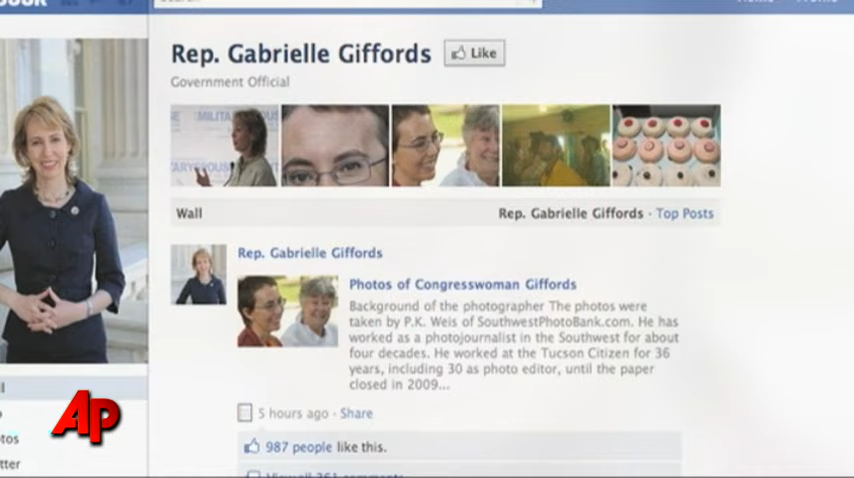 Rep. Gabrielle Giffords
Like
Government Official
Wall
Rep. Gabrielle Giffords · Top Posts
Rep. Gabrielle Giffords
Photos of Congresswoman Giffords
Background of the photographer The photos were
taken by P.K. Weis of SouthwestPhotoBank.com. He has
worked as a photojournalist in the Southwest for about
four decades. He worked at the Tucson Citizen for 36
years, including 30 as photo editor, until the paper
closed in 2009...
5 hours ago · Share
987 people like this.
AP